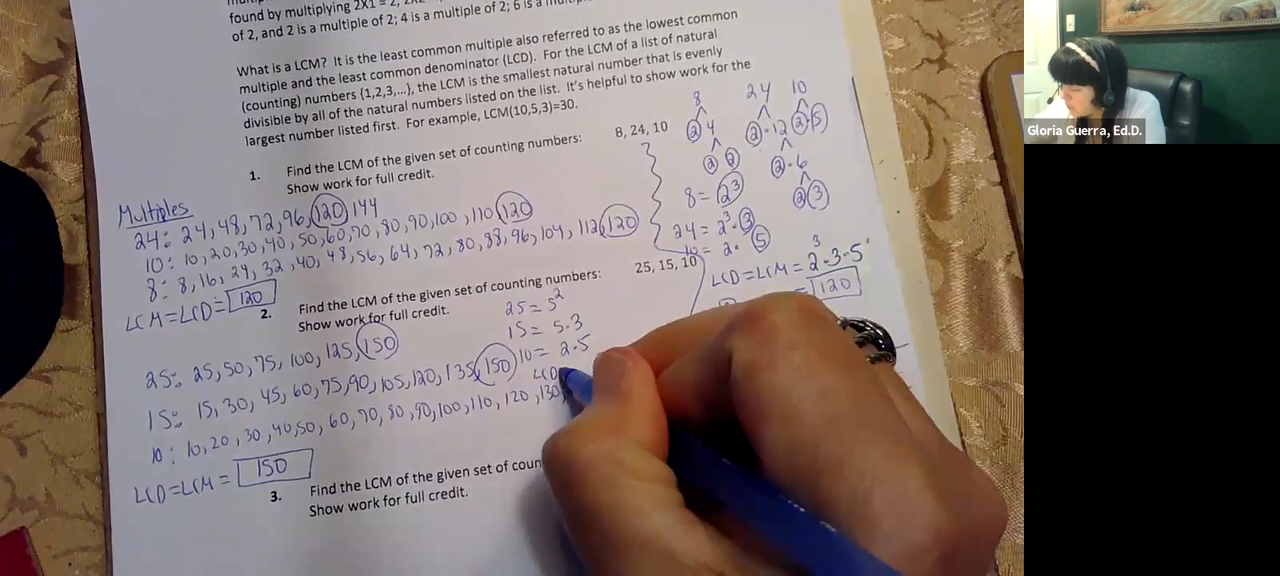 found by multiplying 2X1 = 2, 2X2
of 2, and 2 is a multiple of 2; 4 is a multiple of 2; 6 is a
What is a LCM? It is the least common multiple also referred to as the lowest common
multiple and the least common denominator (LCD). For the LCM of a list of natural
(counting) numbers {1,2,3,...}, the LCM is the smallest natural number that is evenly
divisible by all of the natural numbers listed on the list. It's helpful to show work for the
largest number listed first. For example, LCM(10,5,3)=30.
1. Find the LCM of the given set of counting numbers: 8, 24, 10
Show work for full credit.
8 24 10
2 4 2·12 2·5
2 2 2·6
2 3
8 = 2³
24 = 2³·3
10 = 2·5
LCD=LCM = 2³·3·5¹
120
Multiples
24: 24, 48, 72, 96, 120, 144
10: 10, 20, 30, 40, 50, 60, 70, 80, 90, 100, 110, 120
8: 8, 16, 24, 32, 40, 48, 56, 64, 72, 80, 88, 96, 104, 112, 120
LCM=LCD= 120
2. Find the LCM of the given set of counting numbers: 25, 15, 10
Show work for full credit.
25 = 5²
15 = 5·3
10 = 2·5
LCD
25: 25, 50, 75, 100, 125, 150
15: 15, 30, 45, 60, 75, 90, 105, 120, 135, 150
10: 10, 20, 30, 40, 50, 60, 70, 80, 90, 100, 110, 120, 130
LCD=LCM = 150
3. Find the LCM of the given set of coun
Show work for full credit.
Gloria Guerra, Ed.D.